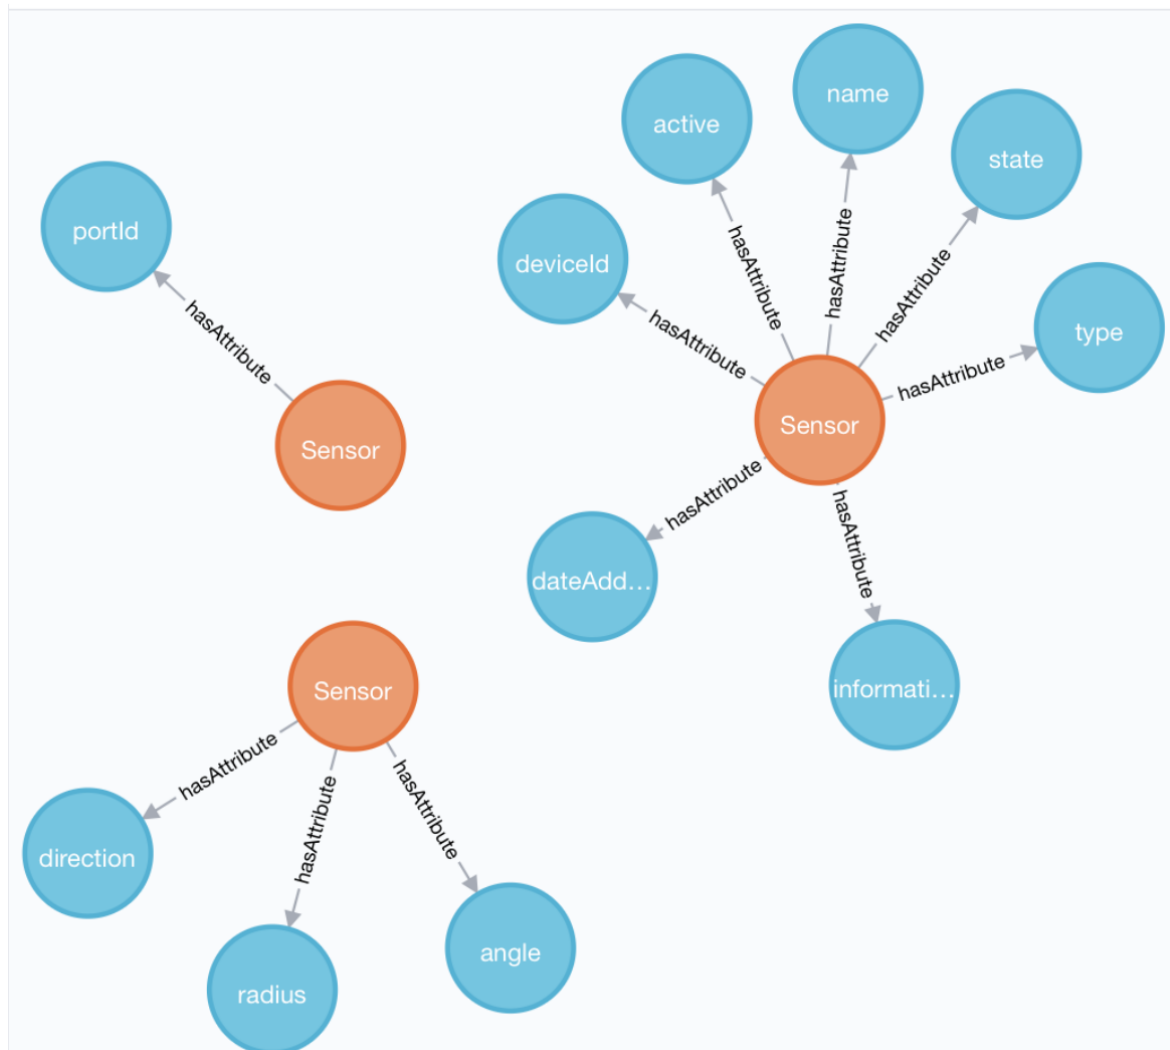 portId
hasAttribute
Sensor
active
name
state
deviceId
type
hasAttribute
hasAttribute
hasAttribute
hasAttribute
hasAttribute
Sensor
hasAttribute
hasAttribute
dateAdd...
informati...
Sensor
hasAttribute
hasAttribute
hasAttribute
direction
radius
angle